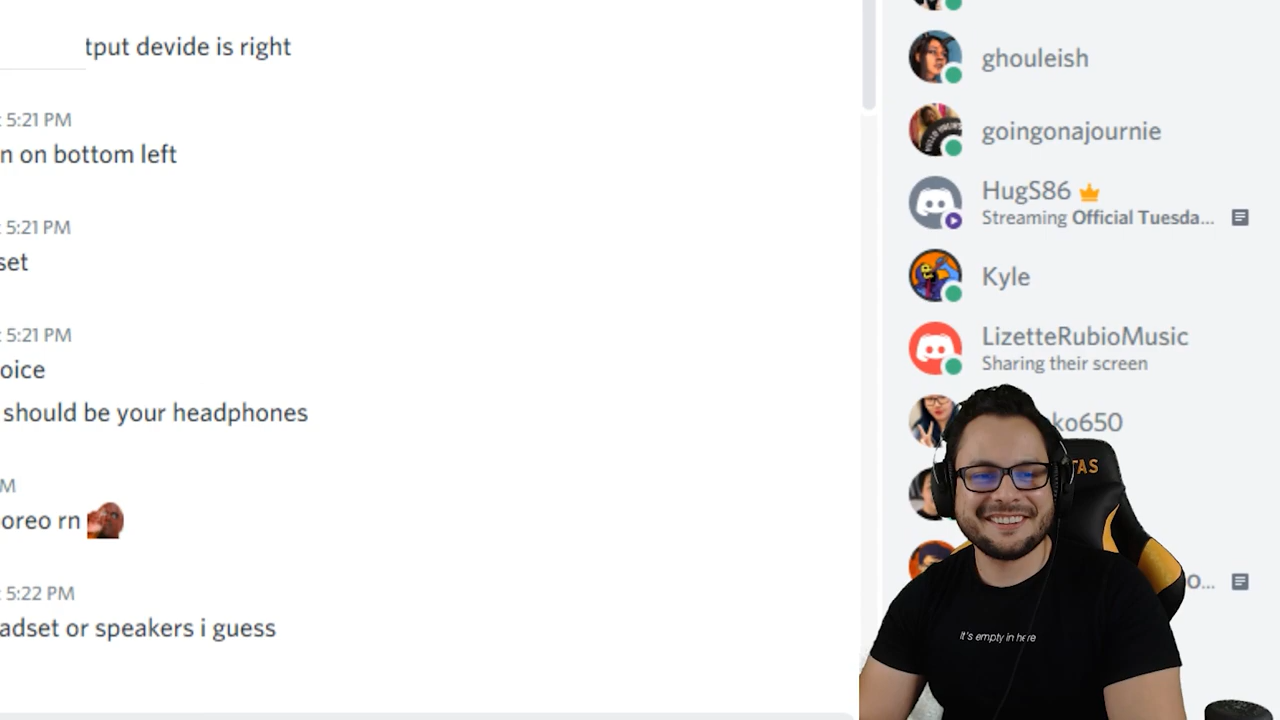 tput devide is right
5:21 PM
n on bottom left
5:21 PM
set
5:21 PM
oice
should be your headphones
M
oreo rn
5:22 PM
adset or speakers i guess
ghouleish
goingonajournie
HugS86
Streaming Official Tuesda...
Kyle
LizetteRubioMusic
Sharing their screen
ko650
TAS
o...
It's empty in here